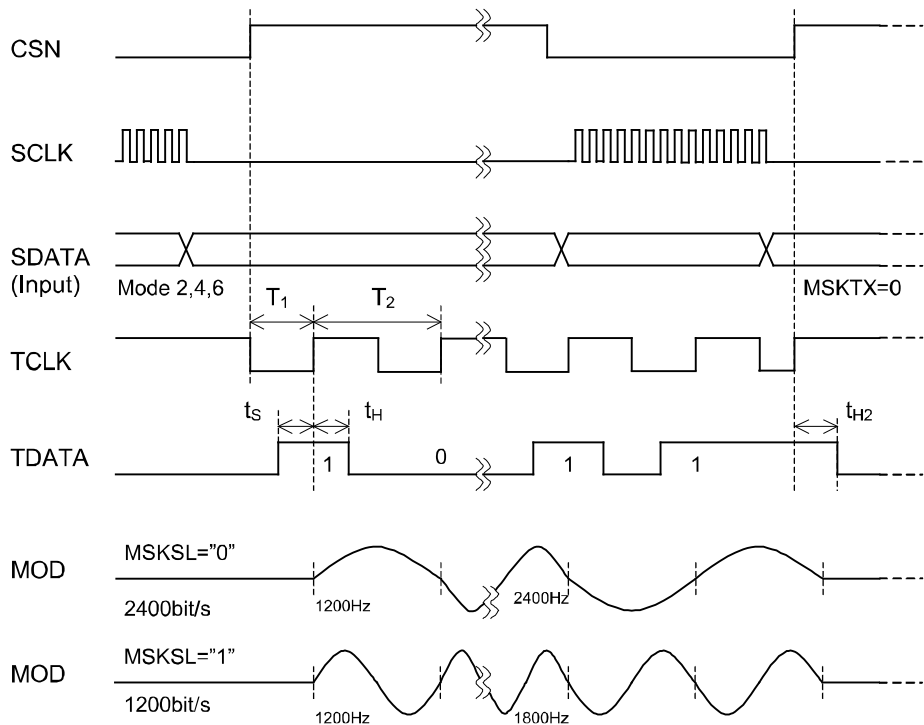 CSN
SCLK
SDATA
(Input)
Mode 2,4,6
MSKTX=0
T1
T2
TCLK
tS
tH
tH2
TDATA
1
0
1
1
MOD
MSKSL="0"
2400bit/s
1200Hz
2400Hz
MOD
MSKSL="1"
1200bit/s
1200Hz
1800Hz